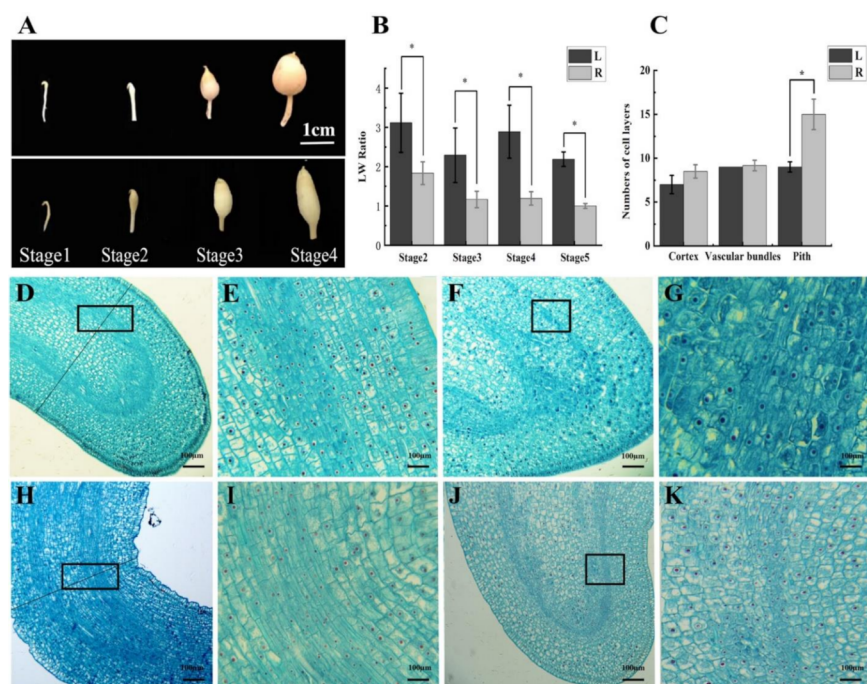 A
1cm
Stage1 Stage2 Stage3 Stage4
B
L
R
*
*
*
*
LW Ratio
4
3
2
1
0
Stage2 Stage3 Stage4 Stage5
C
L
R
*
Numbers of cell layers
20
15
10
5
0
Cortex Vascular bundles Pith
D
100μm
E
100μm
F
100μm
G
100μm
H
100μm
I
100μm
J
100μm
K
100μm